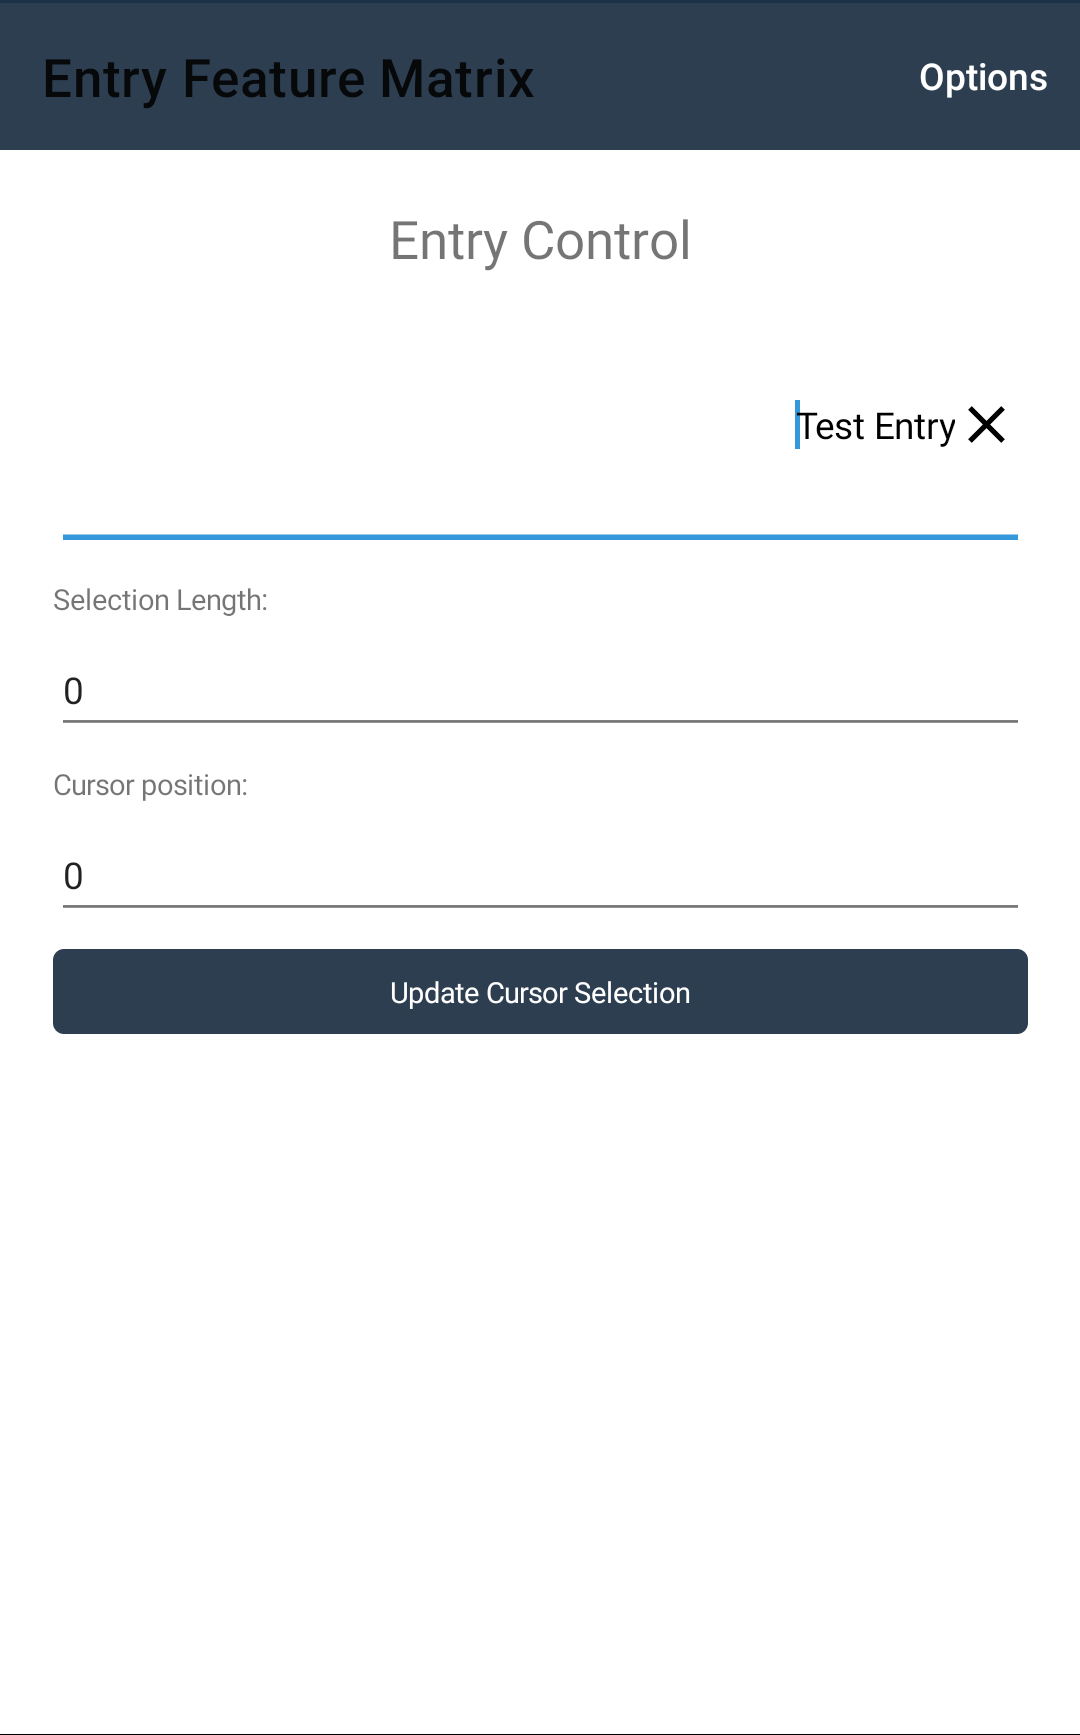 Entry Feature Matrix
Options
Entry Control
Test Entry
Selection Length:
0
Cursor position:
0
Update Cursor Selection